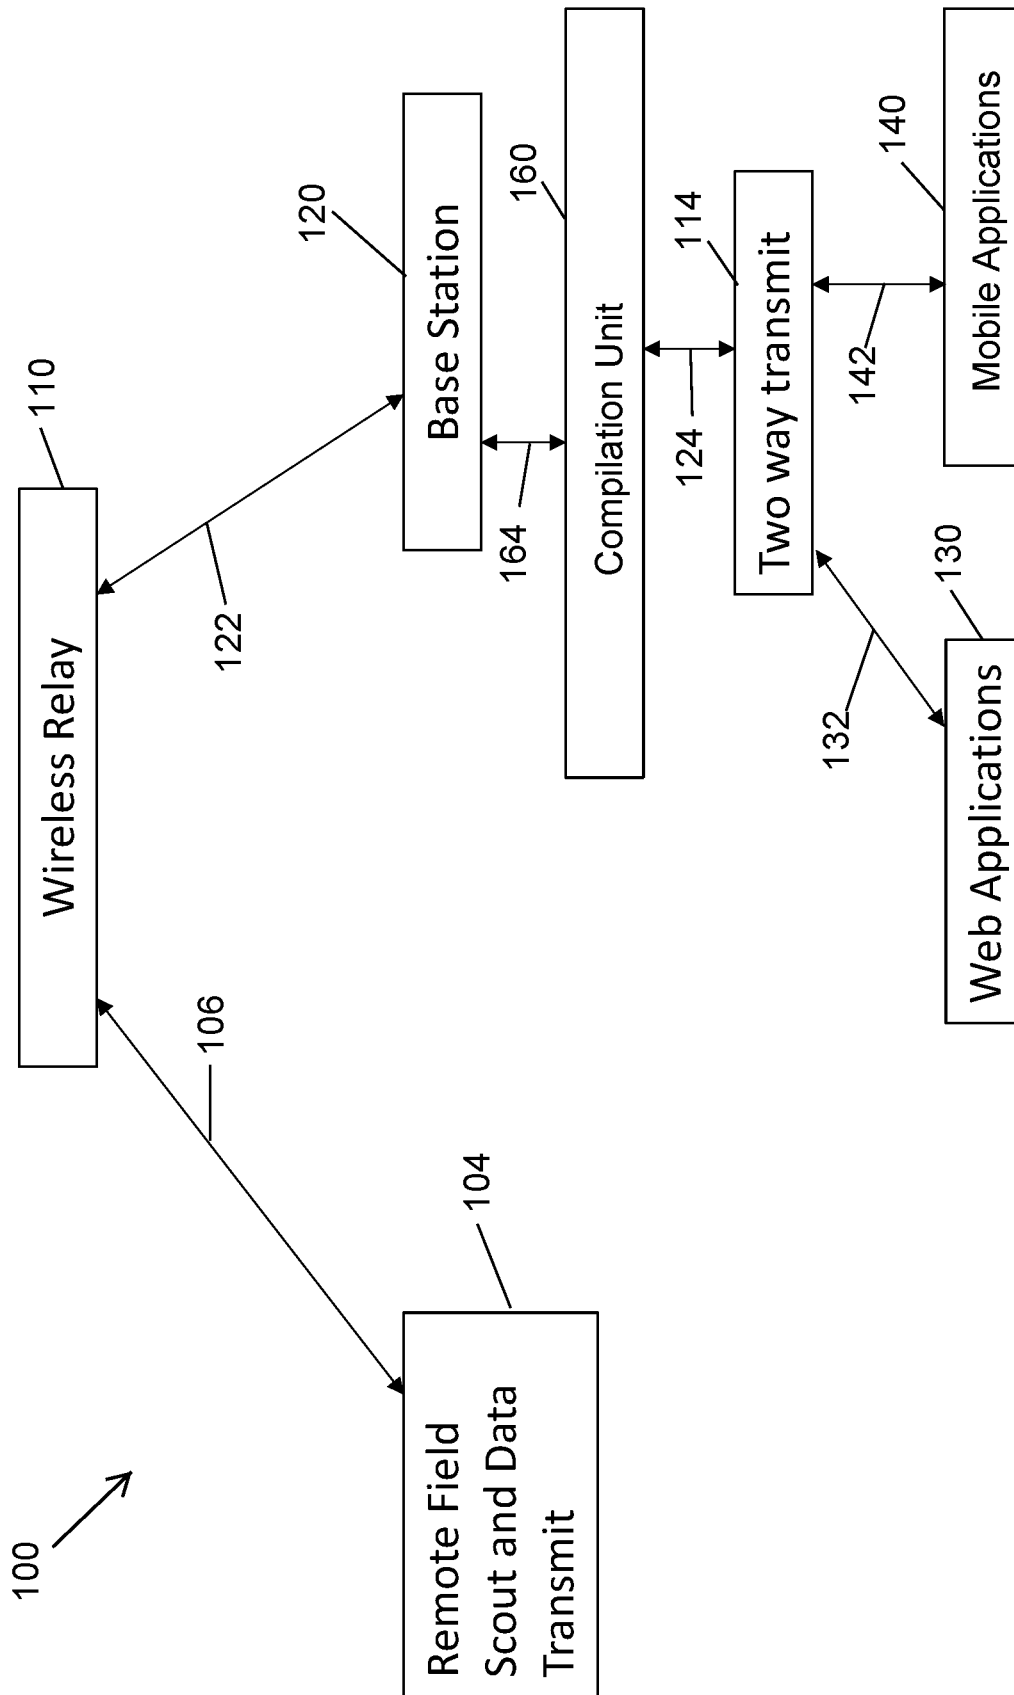 100
Wireless Relay
110
106
122
Remote Field
Scout and Data
Transmit
104
Base Station
120
164
Compilation Unit
160
124
Two way transmit
114
132
142
Web Applications
130
Mobile Applications
140